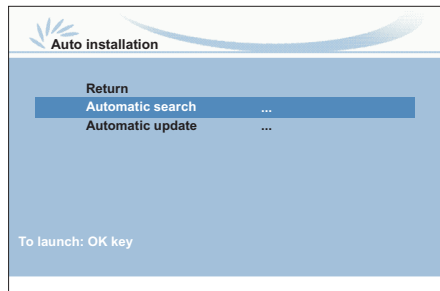 Auto installation
Return
Automatic search ...
Automatic update ...
To launch: OK key